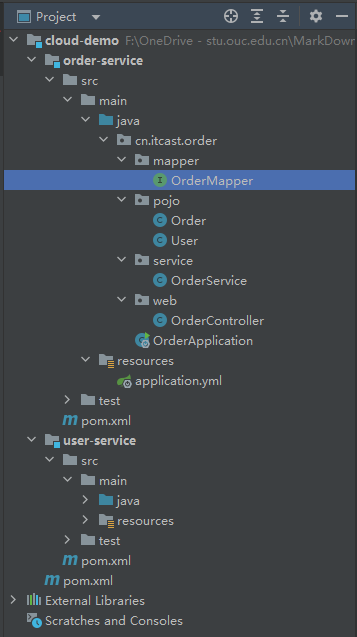 Project
cloud-demo F:\OneDrive - stu.ouc.edu.cn\MarkDown
order-service
src
main
java
cn.itcast.order
mapper
OrderMapper
pojo
Order
User
service
OrderService
web
OrderController
OrderApplication
resources
application.yml
test
pom.xml
user-service
src
main
java
resources
test
pom.xml
pom.xml
External Libraries
Scratches and Consoles